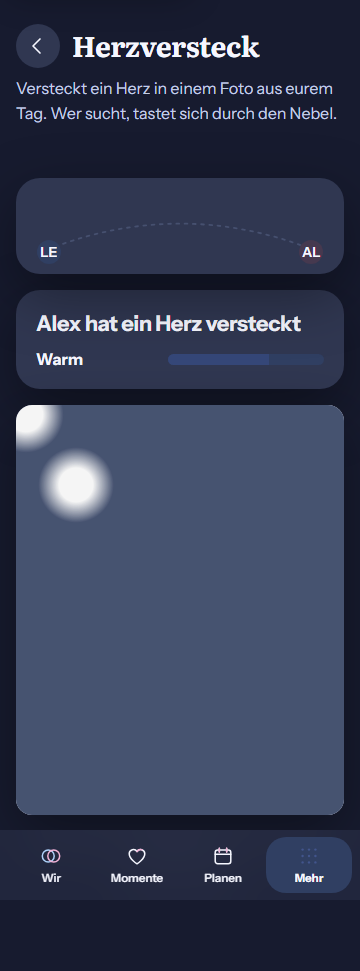 Herzversteck
Versteckt ein Herz in einem Foto aus eurem
Tag. Wer sucht, tastet sich durch den Nebel.
LE
AL
Alex hat ein Herz versteckt
Warm
Wir
Momente
Planen
Mehr